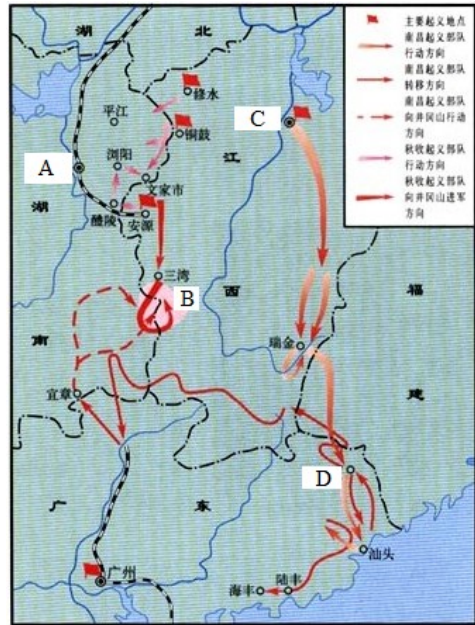 主要起义地点
南昌起义部队
行动方向
南昌起义部队
转移方向
南昌起义部队
向井冈山行动
方向
秋收起义部队
行动方向
秋收起义部队
向井冈山进军
方向
湖
北
修水
平江
铜鼓
C
江
A
浏阳
文家市
湖
醴陵
安源
三湾
B
西
福
瑞金
南
宜章
建
D
广
东
汕头
广州
海丰
陆丰